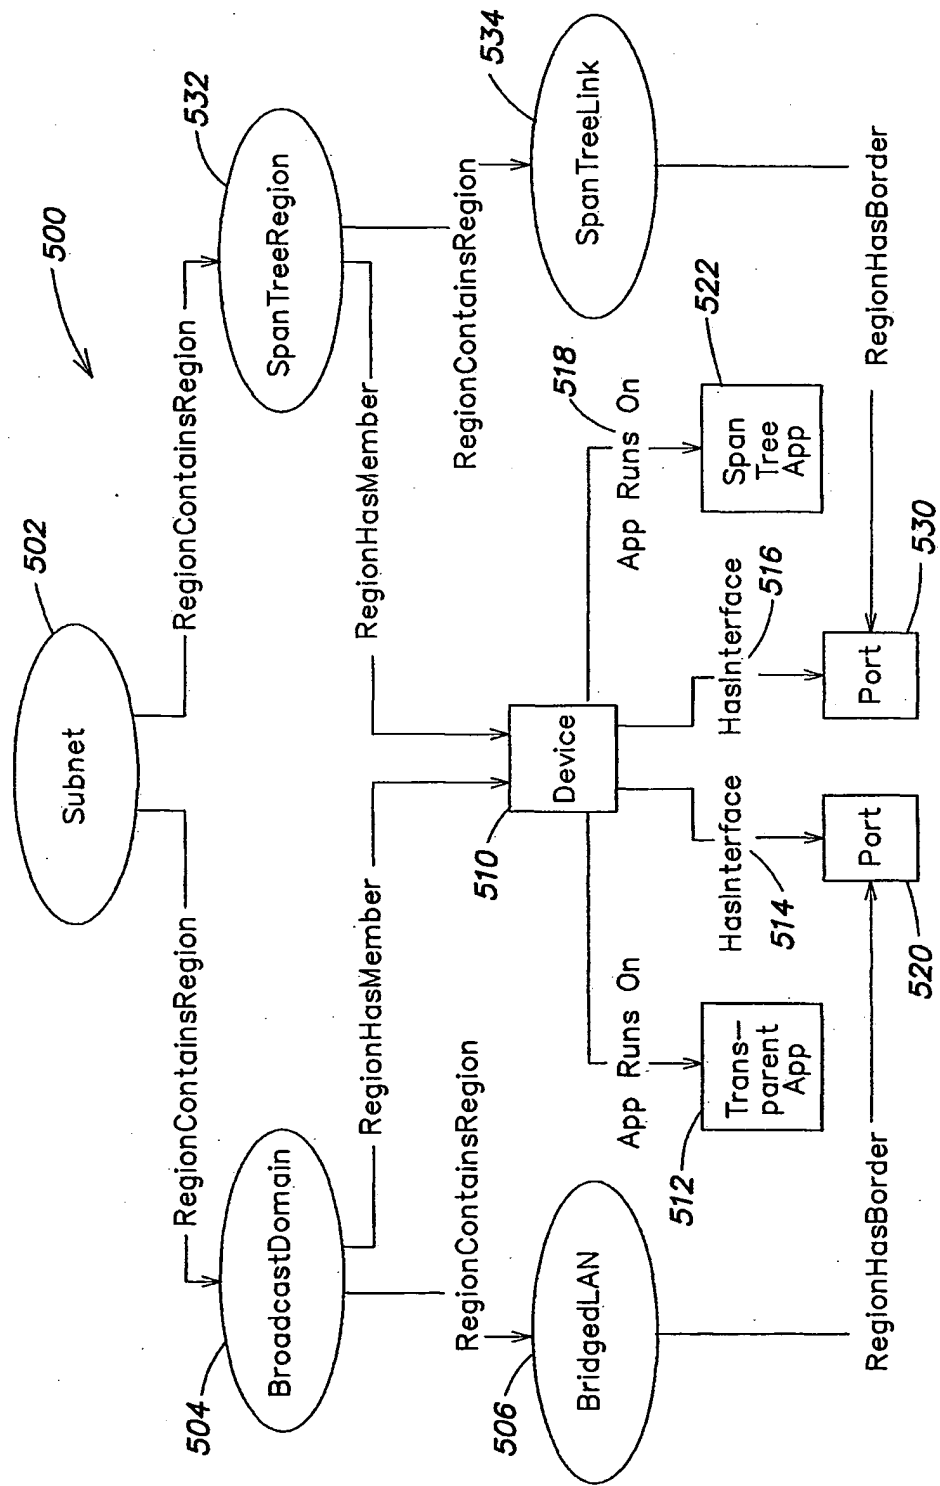 500
502
Subnet
RegionContainsRegion
RegionContainsRegion
504
BroadcastDomain
532
SpanTreeRegion
RegionHasMember
RegionHasMember
RegionContainsRegion
RegionContainsRegion
506
BridgedLAN
510
Device
534
SpanTreeLink
App Runs On
App Runs On
518
512
Trans-
parent
App
HasInterface
514
HasInterface
516
522
Span
Tree
App
RegionHasBorder
Port
520
Port
530
RegionHasBorder